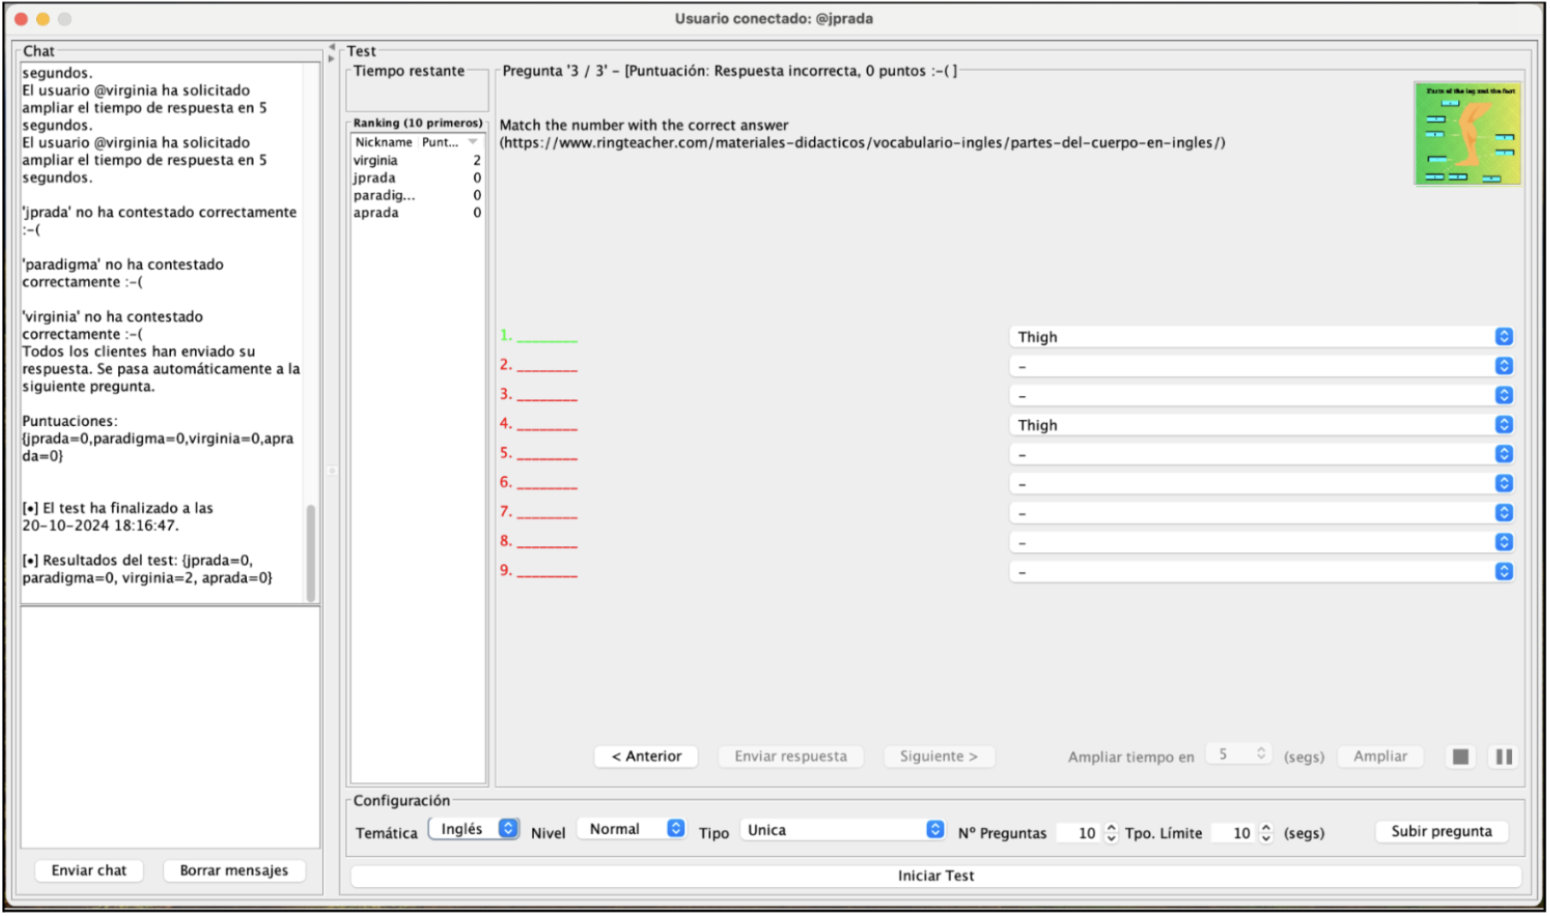 Usuario conectado: @jprada
Chat
segundos.
El usuario @virginia ha solicitado
ampliar el tiempo de respuesta en 5
segundos.
El usuario @virginia ha solicitado
ampliar el tiempo de respuesta en 5
segundos.
'jprada' no ha contestado correctamente
:-(
'paradigma' no ha contestado
correctamente :-(
'virginia' no ha contestado
correctamente :-(
Todos los clientes han enviado su
respuesta. Se pasa automáticamente a la
siguiente pregunta.
Puntuaciones:
{jprada=0,paradigma=0,virginia=0,apra
da=0}
[•] El test ha finalizado a las
20-10-2024 18:16:47.
[•] Resultados del test: {jprada=0,
paradigma=0, virginia=2, aprada=0}
Enviar chat Borrar mensajes
Test
Tiempo restante
Ranking (10 primeros)
Nickname Punt...
virginia 2
jprada 0
paradig... 0
aprada 0
Pregunta '3 / 3' - [Puntuación: Respuesta incorrecta, 0 puntos :-( ]
Match the number with the correct answer
(https://www.ringteacher.com/materiales-didacticos/vocabulario-ingles/partes-del-cuerpo-en-ingles/)
Parts of the leg and the foot
1. ________ Thigh
2. ________ -
3. ________ -
4. ________ Thigh
5. ________ -
6. ________ -
7. ________ -
8. ________ -
9. ________ -
< Anterior Enviar respuesta Siguiente > Ampliar tiempo en 5 (segs) Ampliar
Configuración
Temática Inglés Nivel Normal Tipo Unica Nº Preguntas 10 Tpo. Límite 10 (segs) Subir pregunta
Iniciar Test